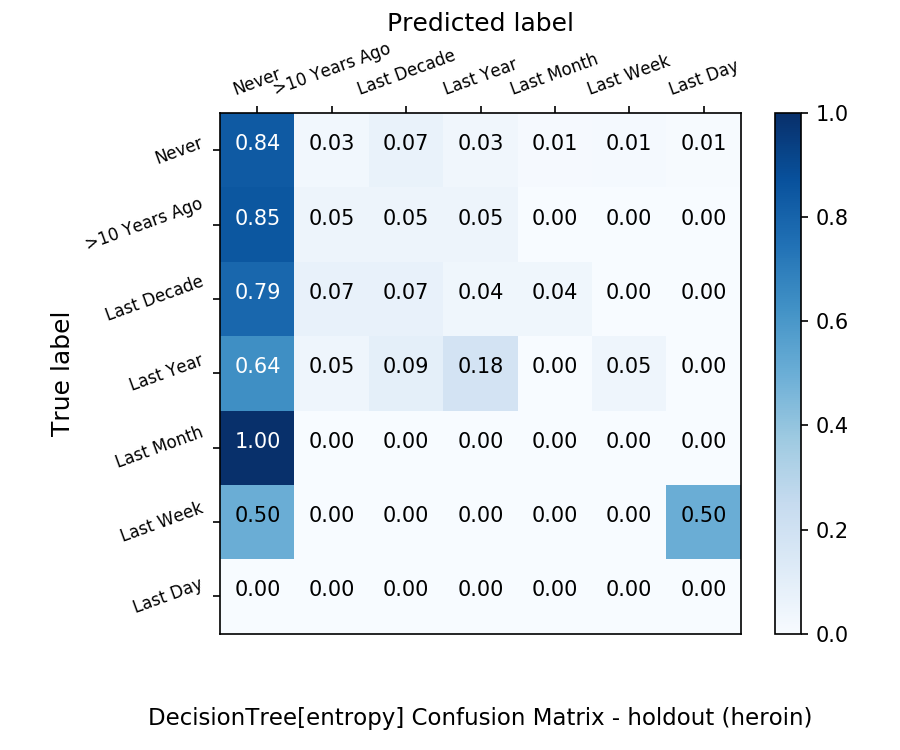 Predicted label
Never >10 Years Ago Last Decade Last Year Last Month Last Week Last Day
True label
Never 0.84 0.03 0.07 0.03 0.01 0.01 0.01
>10 Years Ago 0.85 0.05 0.05 0.05 0.00 0.00 0.00
Last Decade 0.79 0.07 0.07 0.04 0.04 0.00 0.00
Last Year 0.64 0.05 0.09 0.18 0.00 0.05 0.00
Last Month 1.00 0.00 0.00 0.00 0.00 0.00 0.00
Last Week 0.50 0.00 0.00 0.00 0.00 0.00 0.50
Last Day 0.00 0.00 0.00 0.00 0.00 0.00 0.00
1.0
0.8
0.6
0.4
0.2
0.0
DecisionTree[entropy] Confusion Matrix - holdout (heroin)